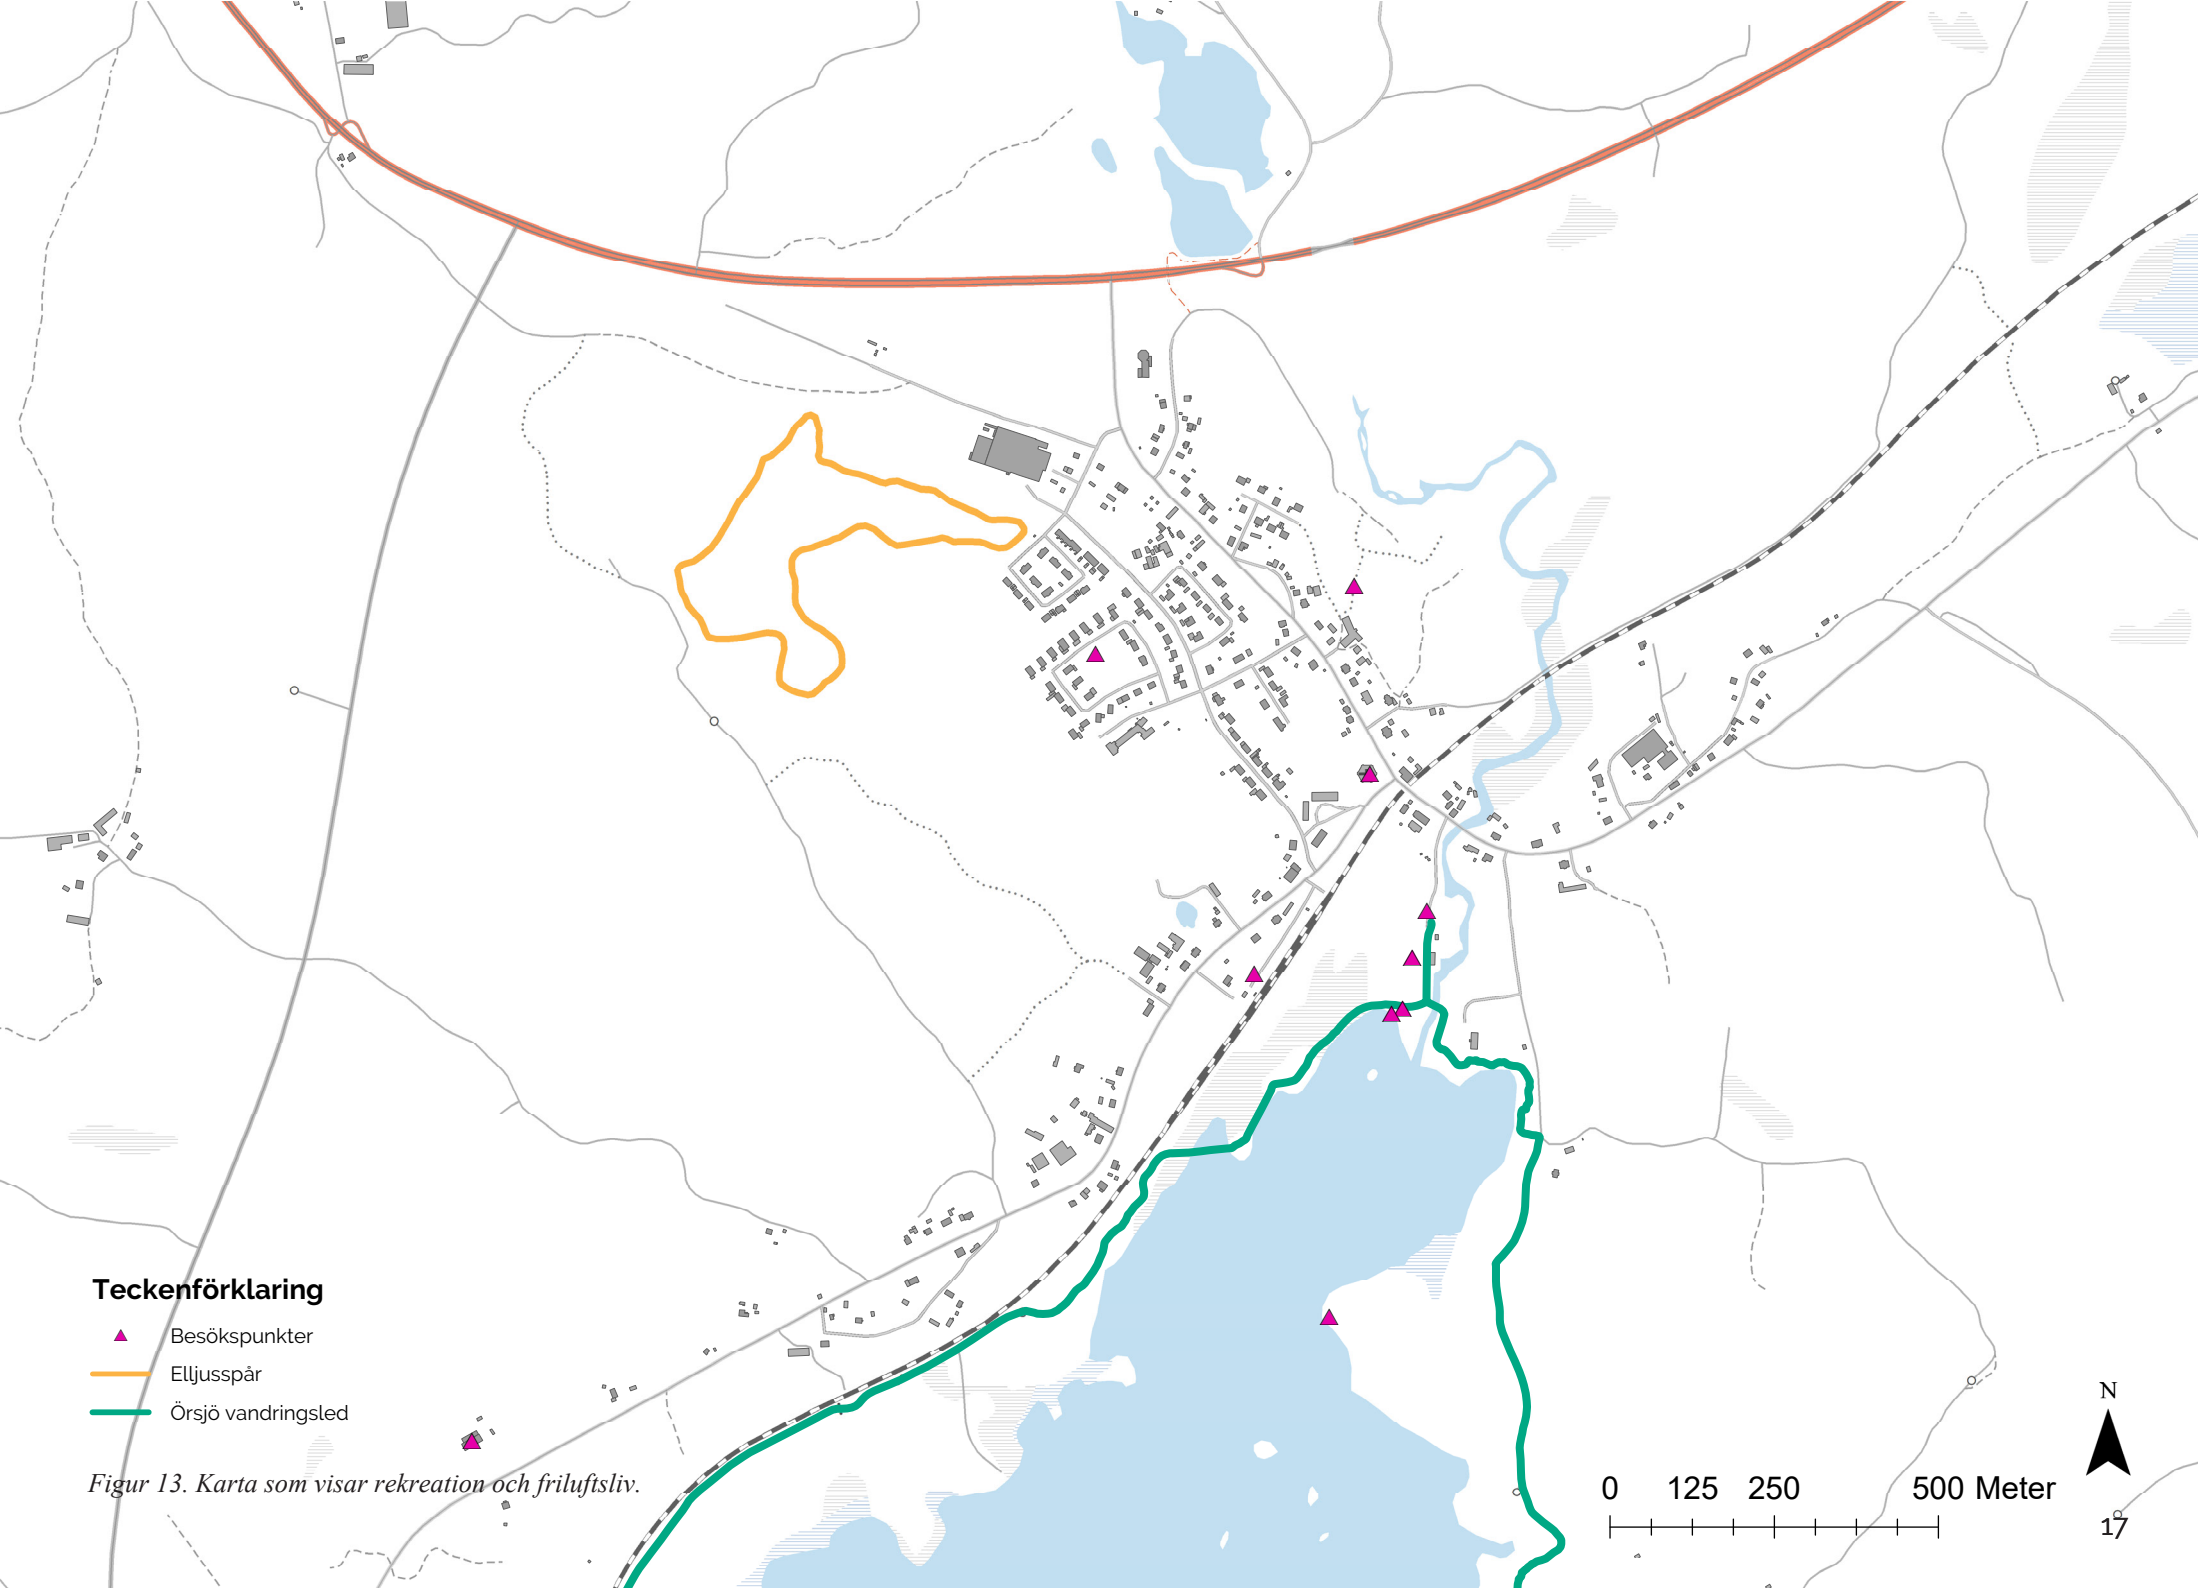 Teckenförklaring
Besökspunkter
Elljusspår
Örsjö vandringsled
Figur 13. Karta som visar rekreation och friluftsliv.
0 125 250 500 Meter
N
17